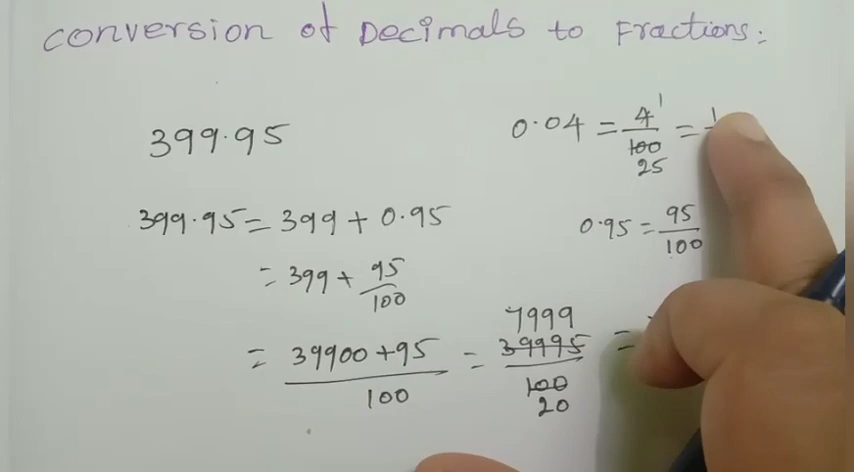 Conversion of Decimals to Fractions:
399.95
0.04 = 4/100 = 1
1
25
399.95 = 399 + 0.95
0.95 = 95/100
= 399 + 95/100
7999
= 39900+95/100 = 39995/100 =
20